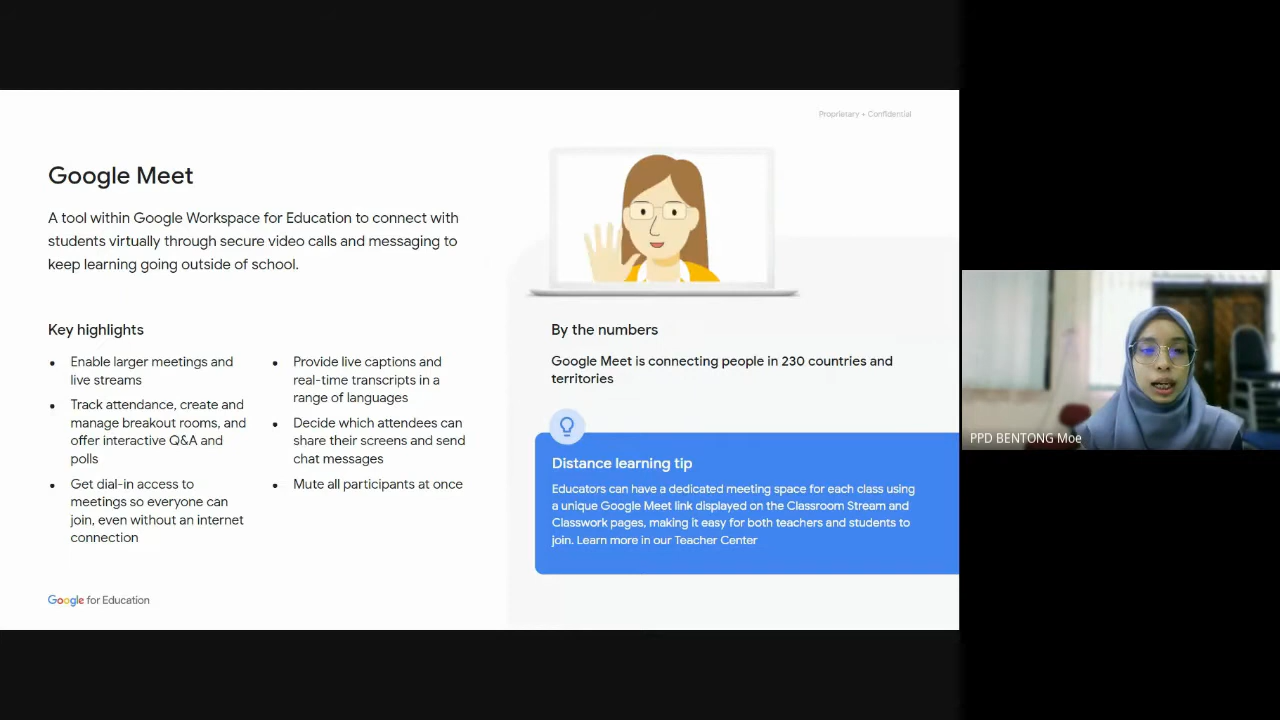 Proprietary + Confidential
Google Meet
A tool within Google Workspace for Education to connect with
students virtually through secure video calls and messaging to
keep learning going outside of school.
Key highlights
• Enable larger meetings and
live streams
• Track attendance, create and
manage breakout rooms, and
offer interactive Q&A and
polls
• Get dial-in access to
meetings so everyone can
join, even without an internet
connection
• Provide live captions and
real-time transcripts in a
range of languages
• Decide which attendees can
share their screens and send
chat messages
• Mute all participants at once
By the numbers
Google Meet is connecting people in 230 countries and
territories
Distance learning tip
Educators can have a dedicated meeting space for each class using
a unique Google Meet link displayed on the Classroom Stream and
Classwork pages, making it easy for both teachers and students to
join. Learn more in our Teacher Center
Google for Education
PPD BENTONG Moe